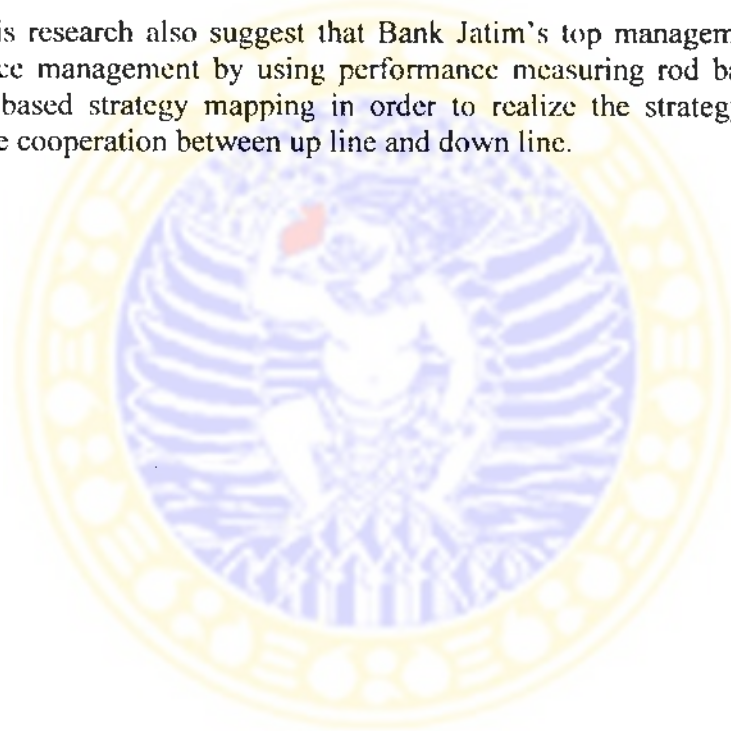 is research also suggest that Bank Jatim's top managem
ce management by using performance measuring rod ba
based strategy mapping in order to realize the strateg
e cooperation between up line and down line.